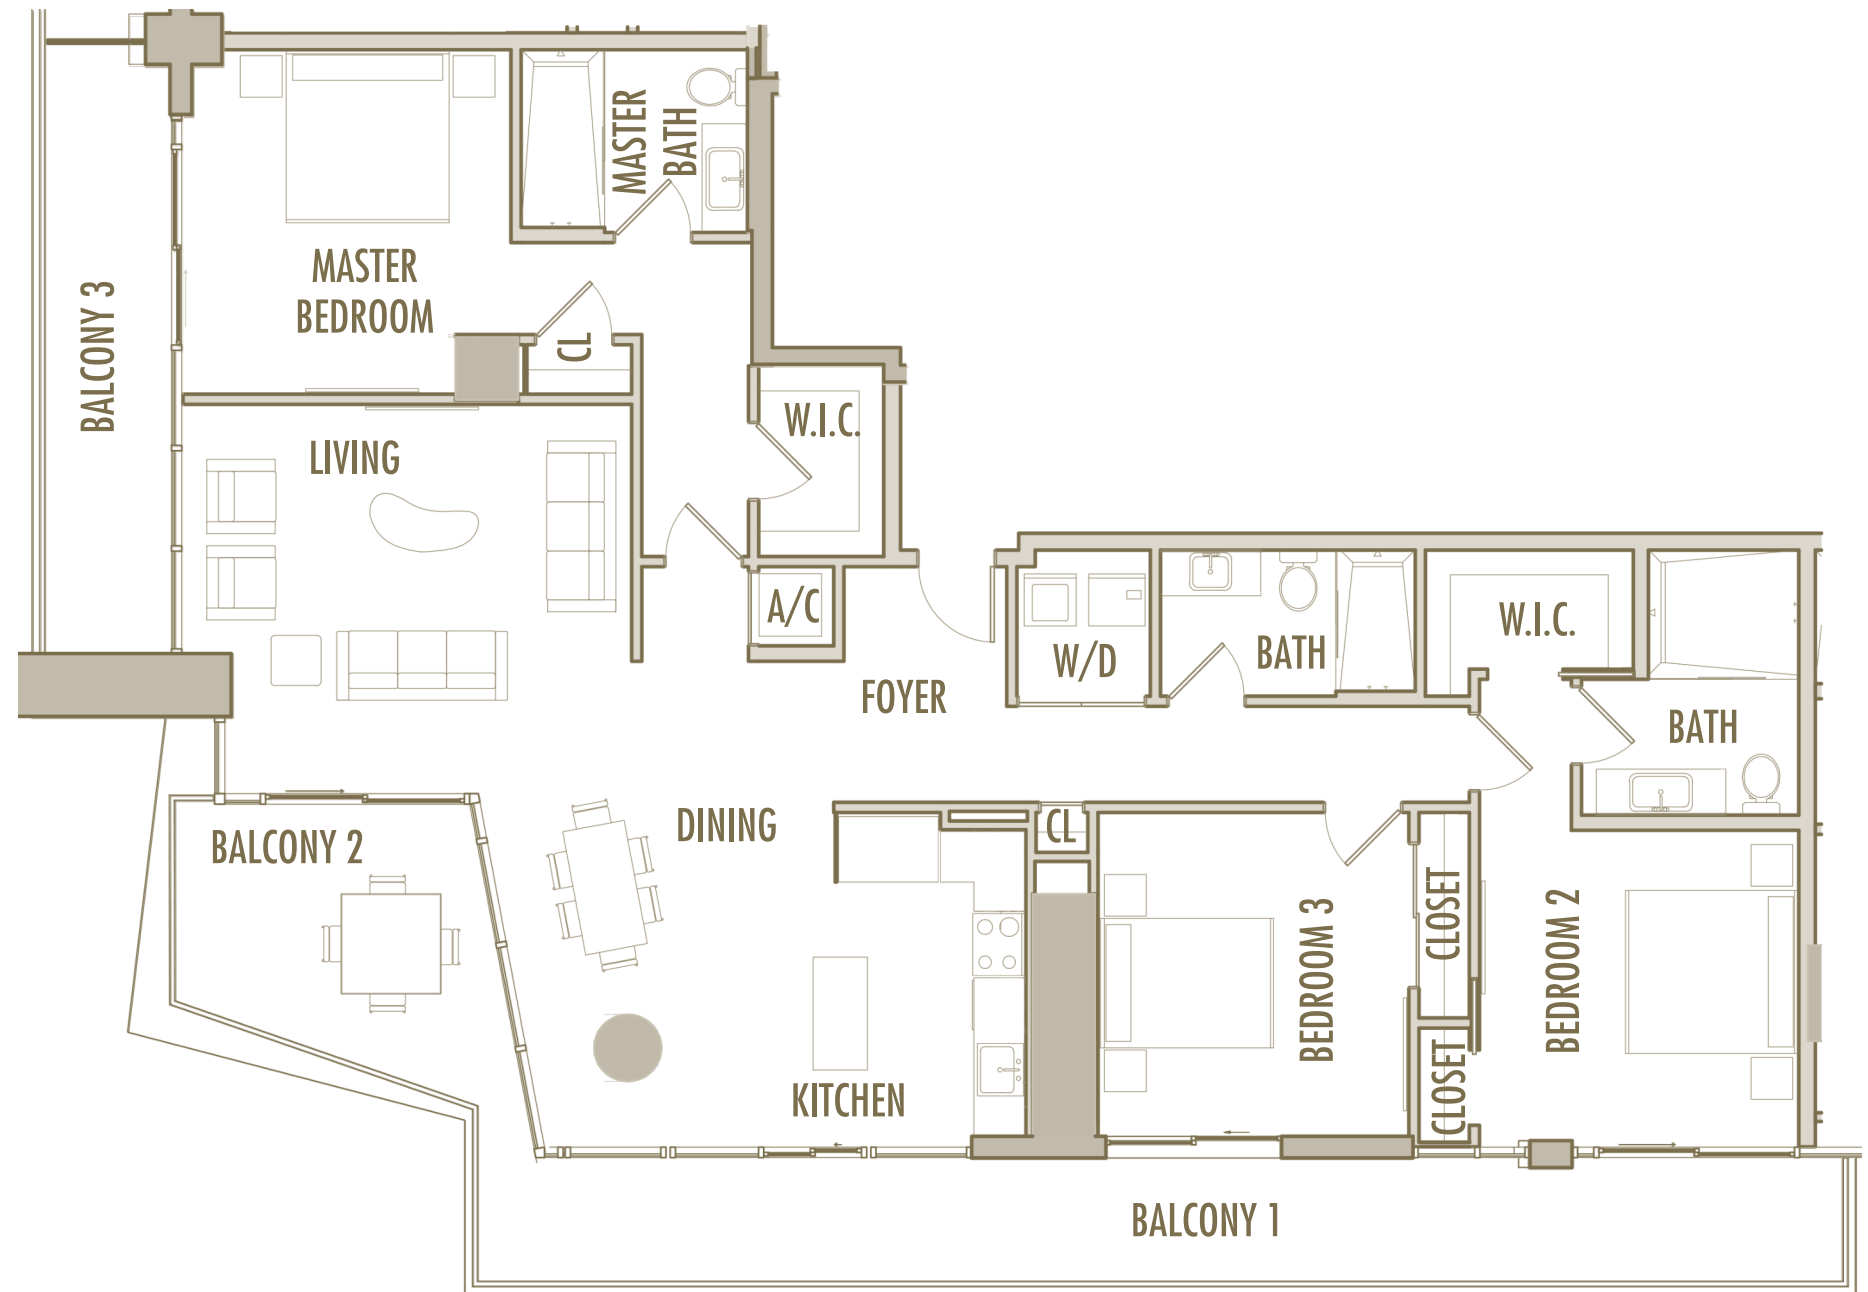 MASTER
BATH
MASTER
BEDROOM
BALCONY 3
CL
W.I.C.
LIVING
A/C
W/D
BATH
W.I.C.
FOYER
BATH
DINING
CL
BALCONY 2
CLOSET
BEDROOM 3
BEDROOM 2
CLOSET
KITCHEN
BALCONY 1